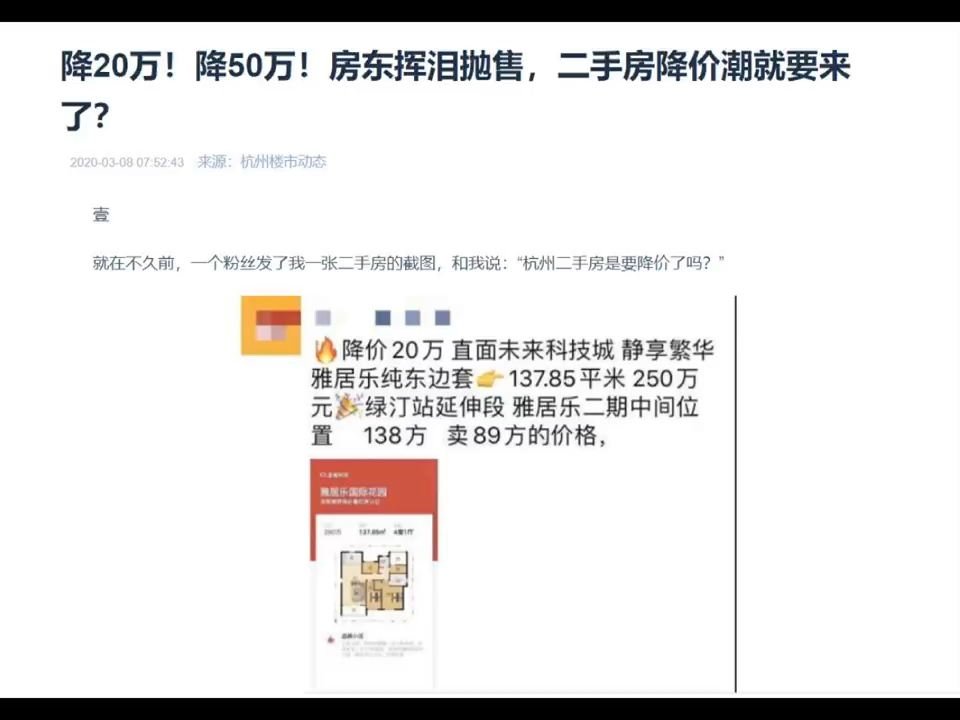 降20万！降50万！房东挥泪抛售，二手房降价潮就要来
了？
2020-03-08 07:52:43 来源：杭州楼市动态
壹
就在不久前，一个粉丝发了我一张二手房的截图，和我说：“杭州二手房是要降价了吗？”
🔥降价20万 直面未来科技城 静享繁华
雅居乐纯东边套👉137.85平米 250万
元🎉绿汀站延伸段 雅居乐二期中间位
置 138方 卖89方的价格，
雅居乐国际花园